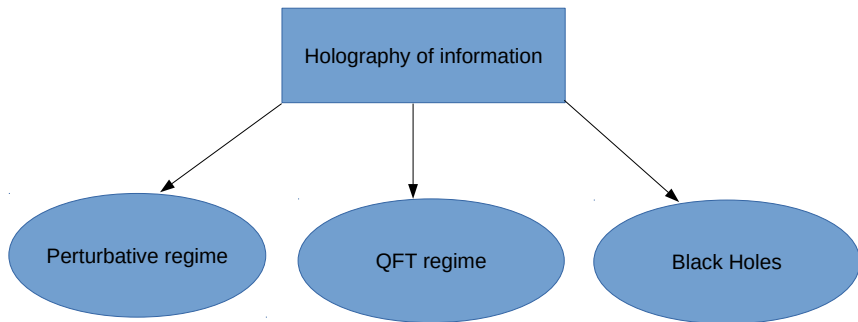 Holography of information
Perturbative regime
QFT regime
Black Holes